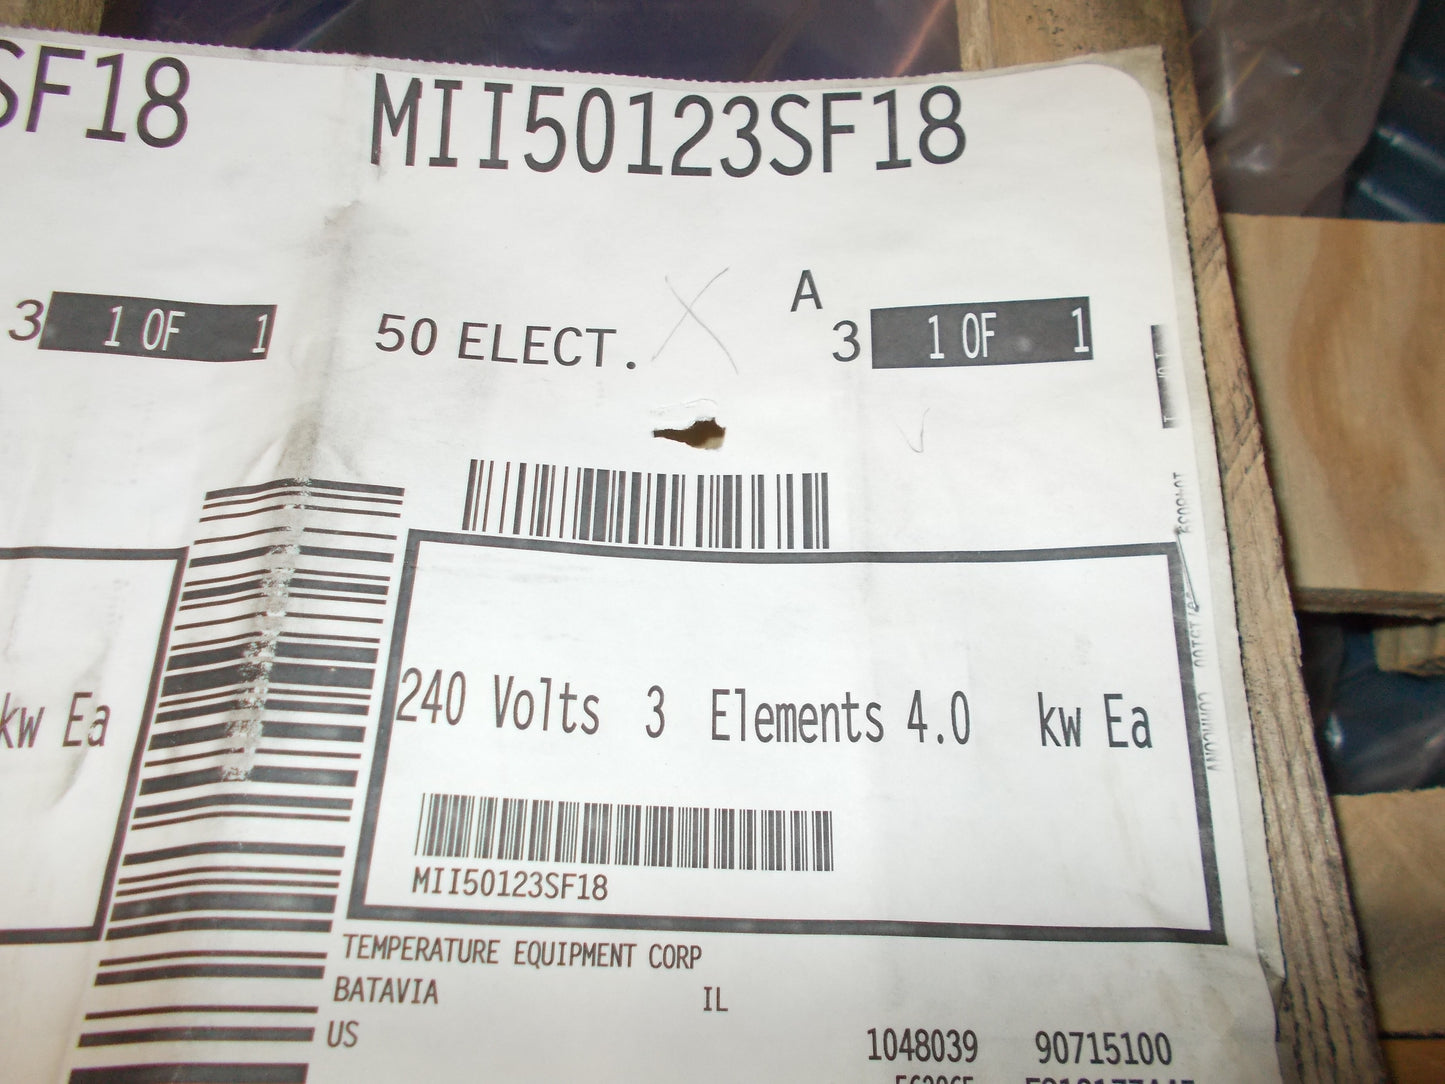 SF18
MII50123SF18
3 1 OF 1
50 ELECT.
A
3 1 OF 1
240 Volts 3 Elements 4.0 kw Ea
kw Ea
MII50123SF18
TEMPERATURE EQUIPMENT CORP
BATAVIA IL
US
1048039 90715100